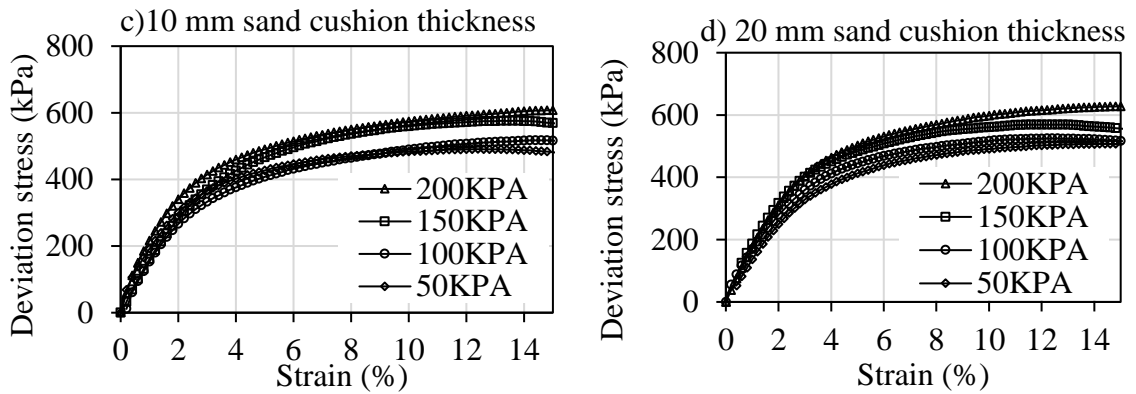 c)10 mm sand cushion thickness
800
600
400
200
0
Deviation stress (kPa)
200KPA
150KPA
100KPA
50KPA
0 2 4 6 8 10 12 14
Strain (%)
d) 20 mm sand cushion thickness
800
600
400
200
0
Deviation stress (kPa)
200KPA
150KPA
100KPA
50KPA
0 2 4 6 8 10 12 14
Strain (%)